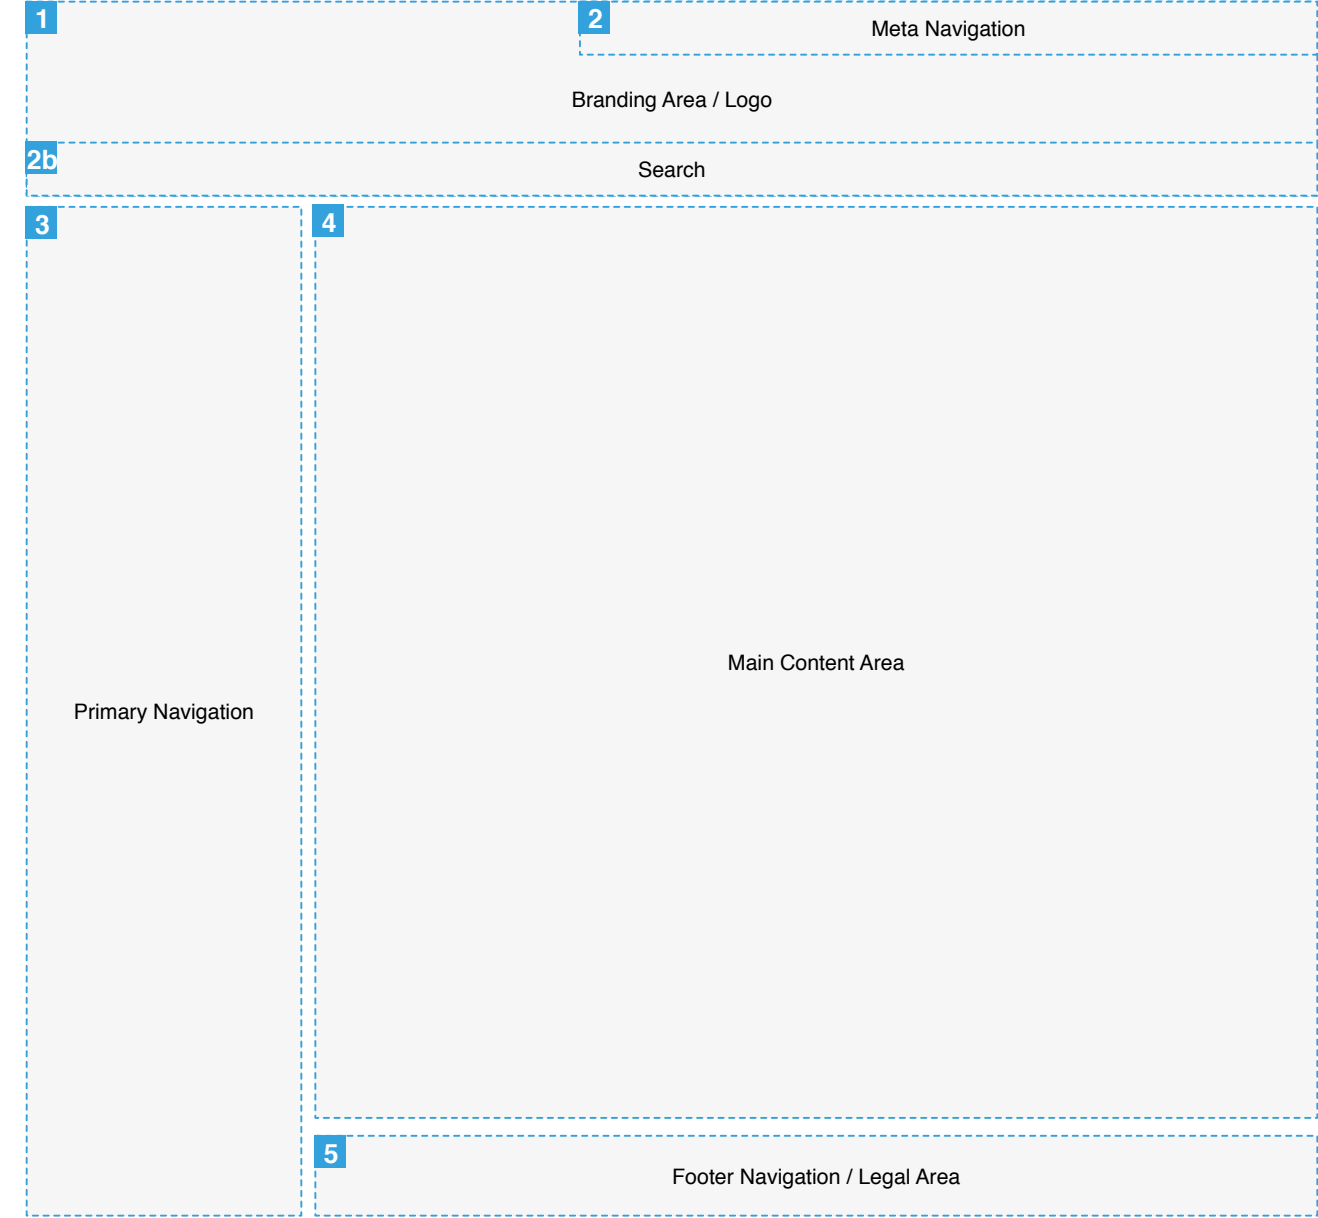 1
2
Meta Navigation
Branding Area / Logo
2b
Search
3
4
Main Content Area
Primary Navigation
5
Footer Navigation / Legal Area